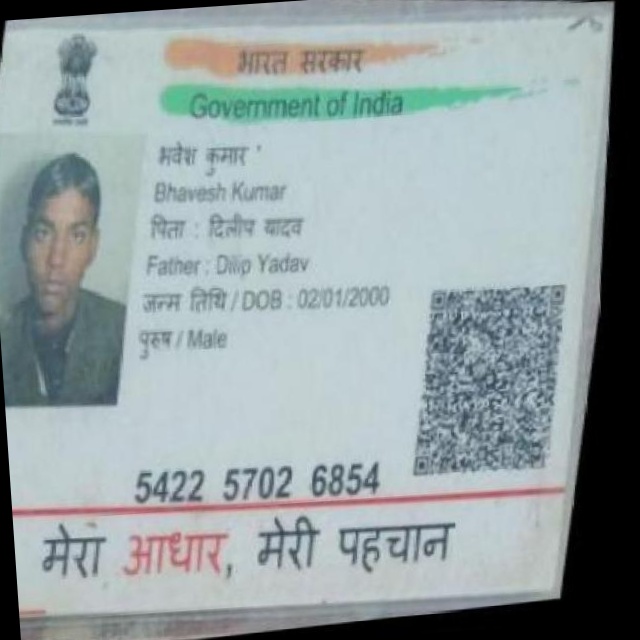 भारत सरकार
Government of India
भवेश कुमार
Bhavesh Kumar
पिता : दिलीप यादव
Father : Dilip Yadav
जन्म तिथि / DOB : 02/01/2000
पुरुष / Male
5422 5702 6854
मेरा आधार, मेरी पहचान